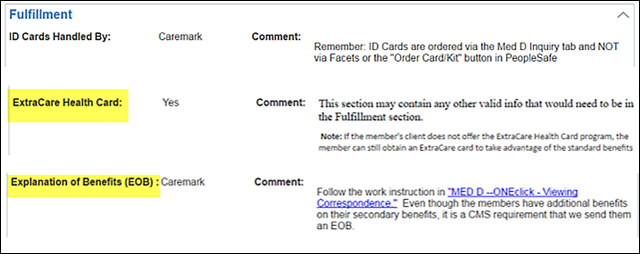 Fulfillment
ID Cards Handled By: Caremark Comment:
Remember: ID Cards are ordered via the Med D Inquiry tab and NOT
via Facets or the "Order Card/Kit" button in PeopleSafe
ExtraCare Health Card: Yes Comment: This section may contain any other valid info that would need to be in
the Fulfillment section.
Note: If the member's client does not offer the ExtraCare Health Card program, the
member can still obtain an ExtraCare card to take advantage of the standard benefits
Explanation of Benefits (EOB) : Caremark Comment:
Follow the work instruction in "MED D --ONEclick - Viewing
Correspondence." Even though the members have additional benefits
on their secondary benefits, it is a CMS requirement that we send them
an EOB.